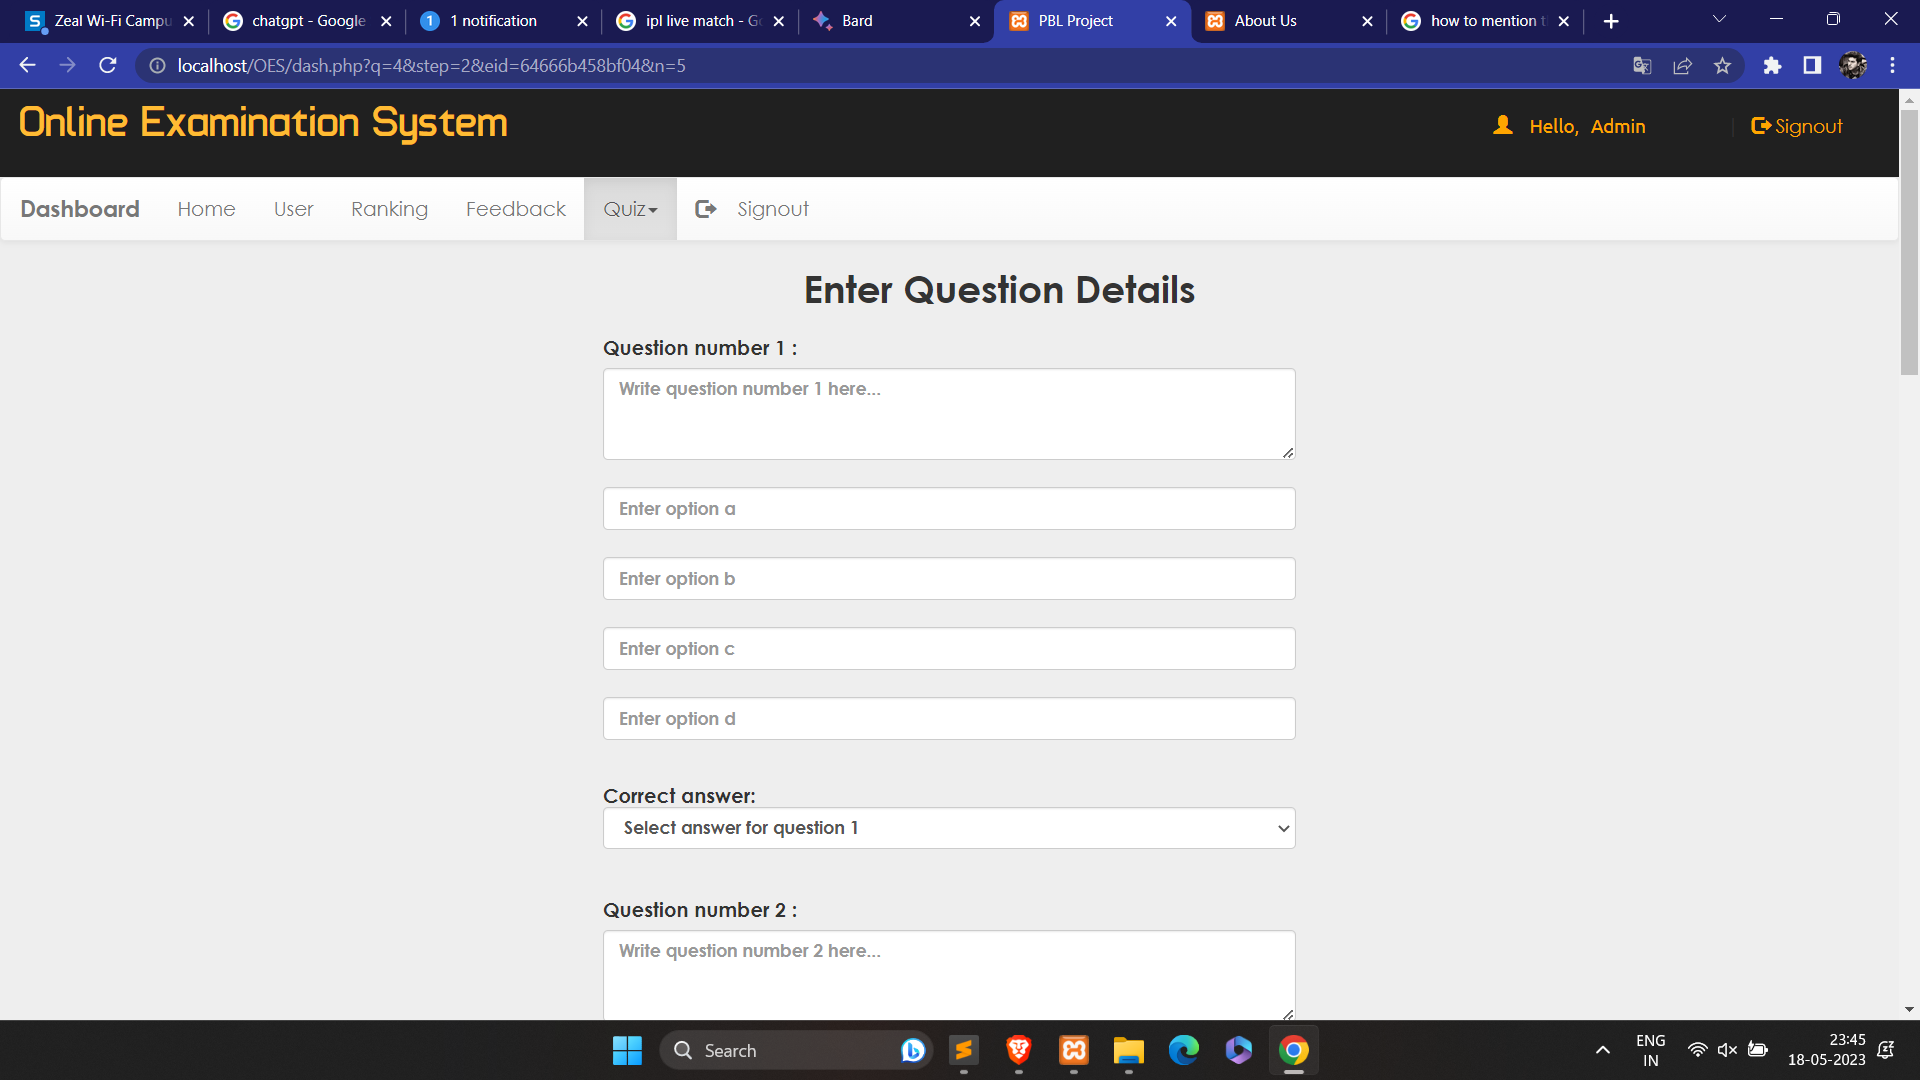 Zeal Wi-Fi Campu
chatgpt - Google
1 notification
ipl live match - Go
Bard
PBL Project
About Us
how to mention t
localhost/OES/dash.php?q=4&step=2&eid=64666b458bf04&n=5
Online Examination System
Hello, Admin
Signout
Dashboard
Home
User
Ranking
Feedback
Quiz
Signout
Enter Question Details
Question number 1 :
Write question number 1 here...
Enter option a
Enter option b
Enter option c
Enter option d
Correct answer:
Select answer for question 1
Question number 2 :
Write question number 2 here...
Search
ENG
IN
23:45
18-05-2023